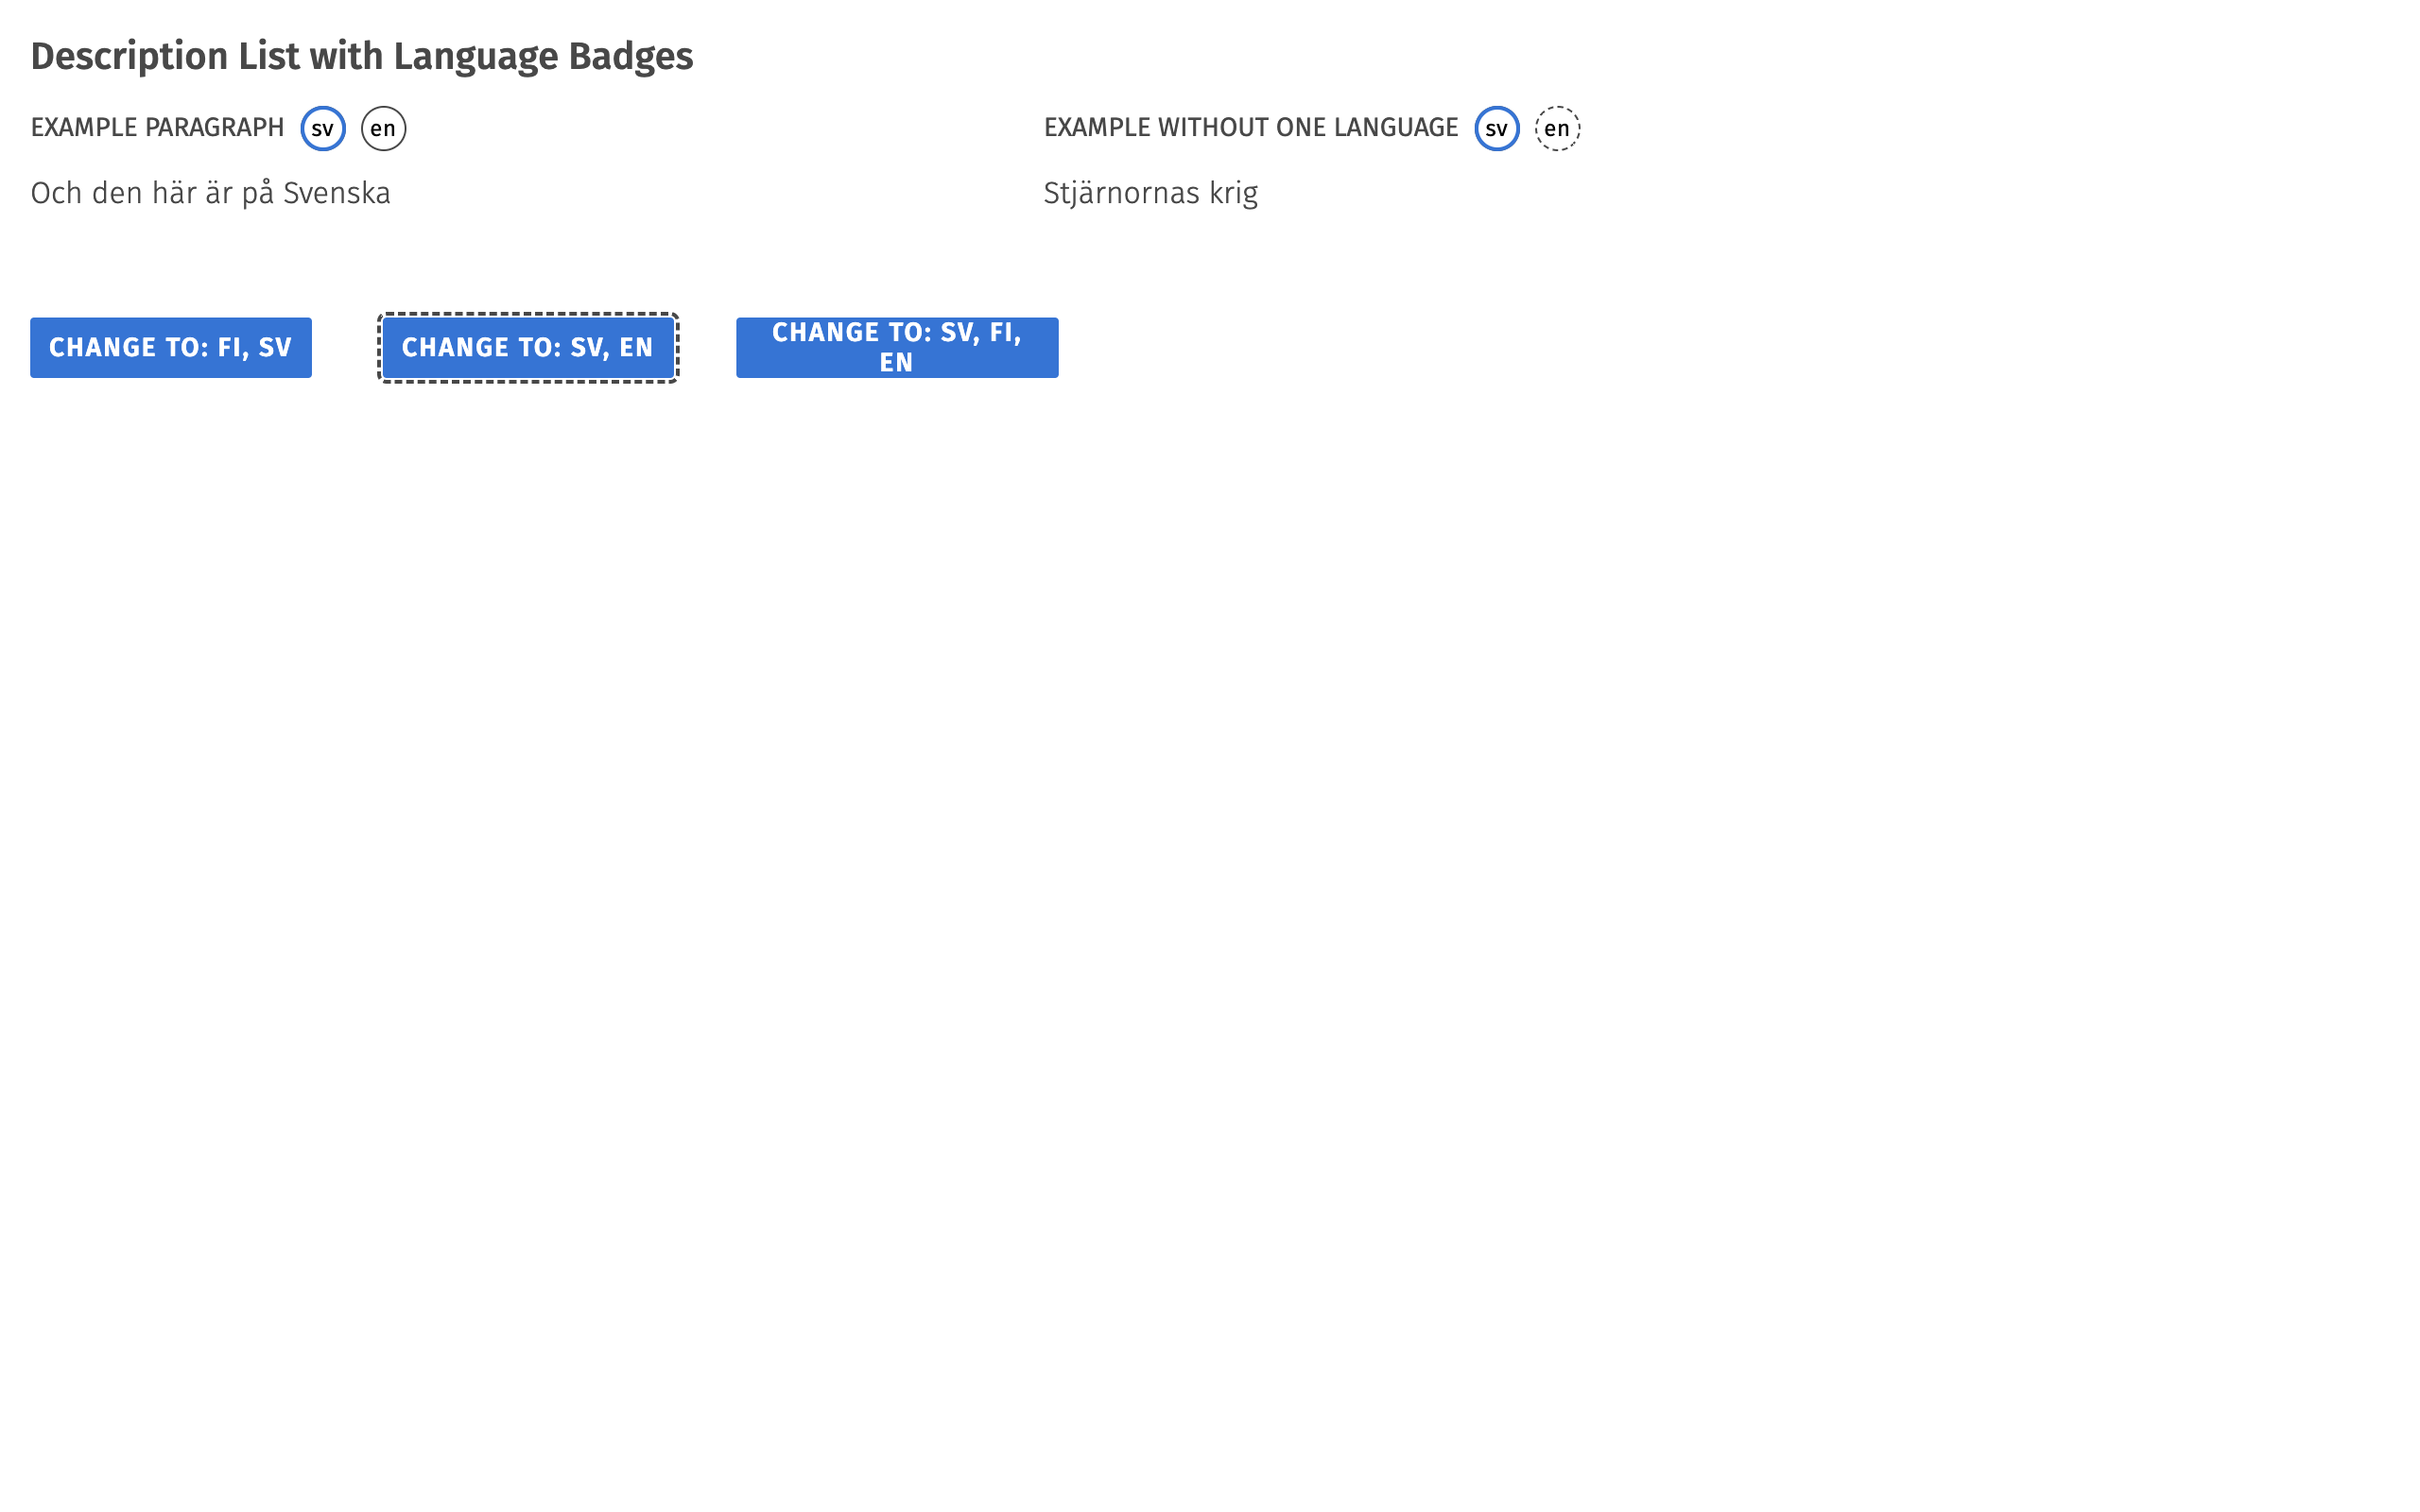 Description List with Language Badges
EXAMPLE PARAGRAPH sv en
Och den här är på Svenska
EXAMPLE WITHOUT ONE LANGUAGE sv en
Stjärnornas krig
CHANGE TO: FI, SV
CHANGE TO: SV, EN
CHANGE TO: SV, FI,
EN